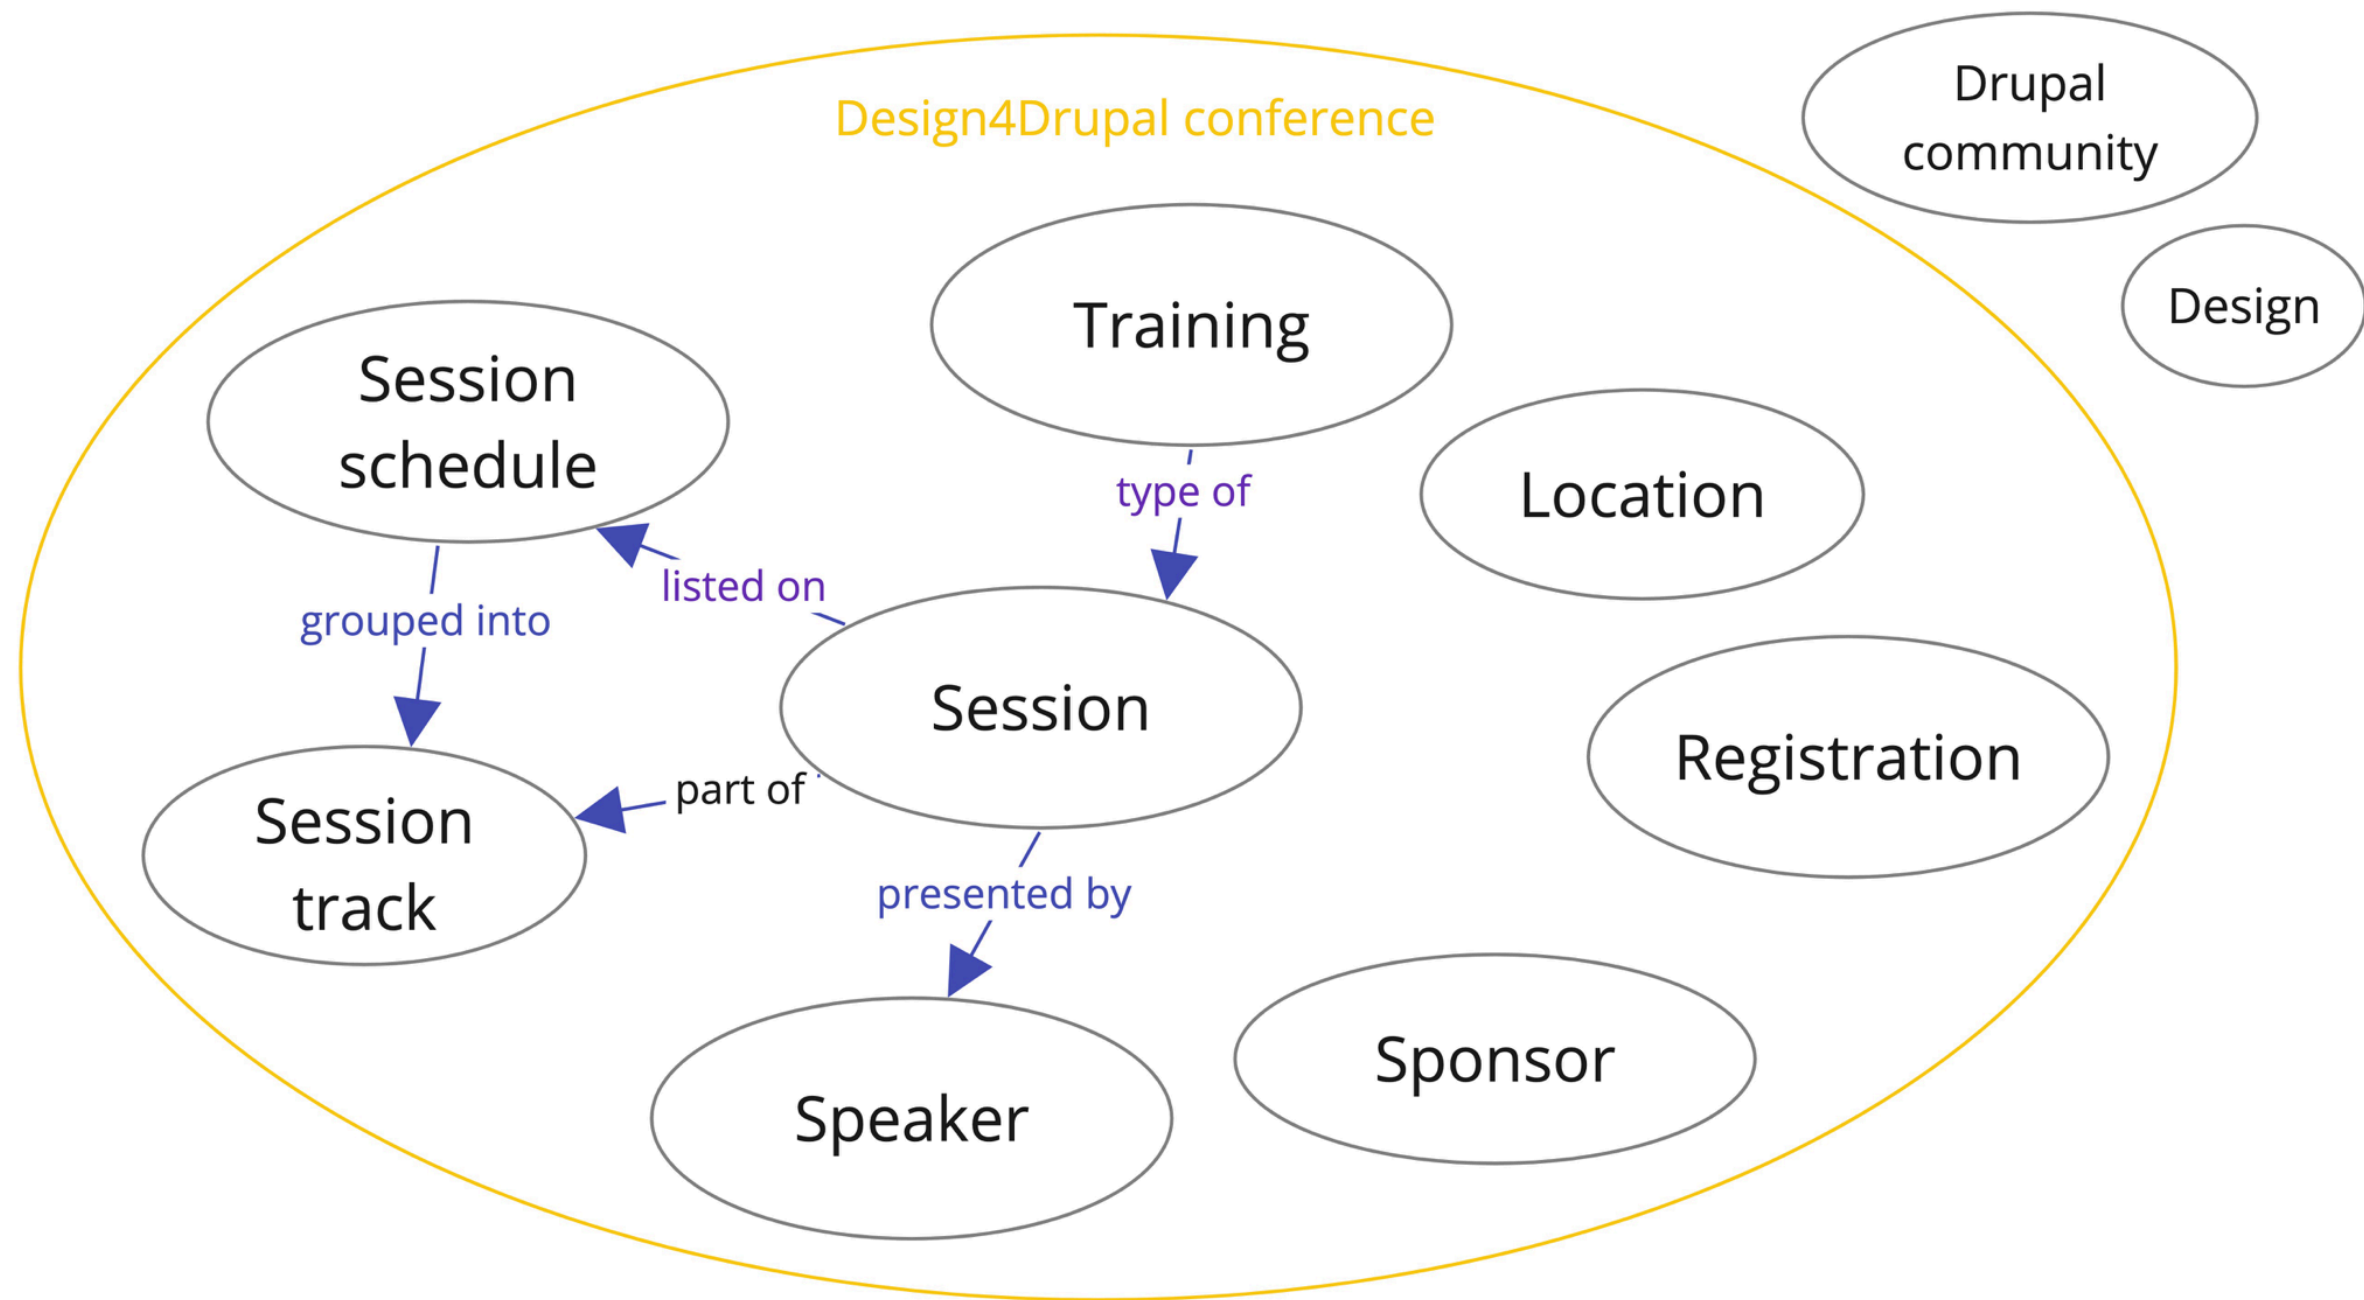 Drupal
community
Design4Drupal conference
Design
Training
Session
schedule
type of
Location
listed on
grouped into
Session
Registration
part of
Session
track
presented by
Sponsor
Speaker